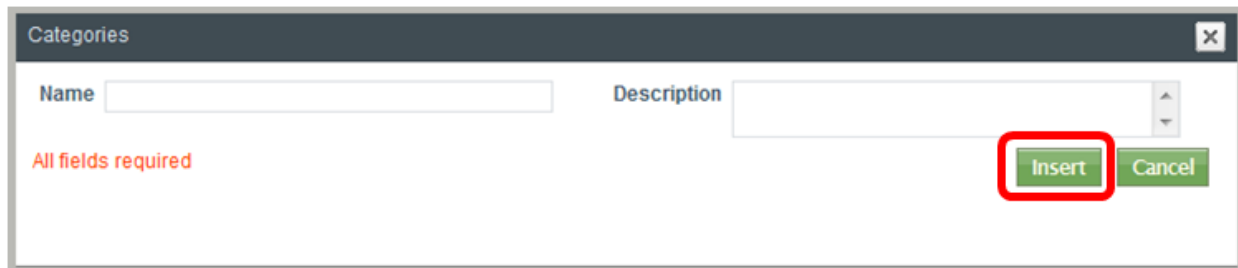 Categories
Name
Description
All fields required
Insert
Cancel